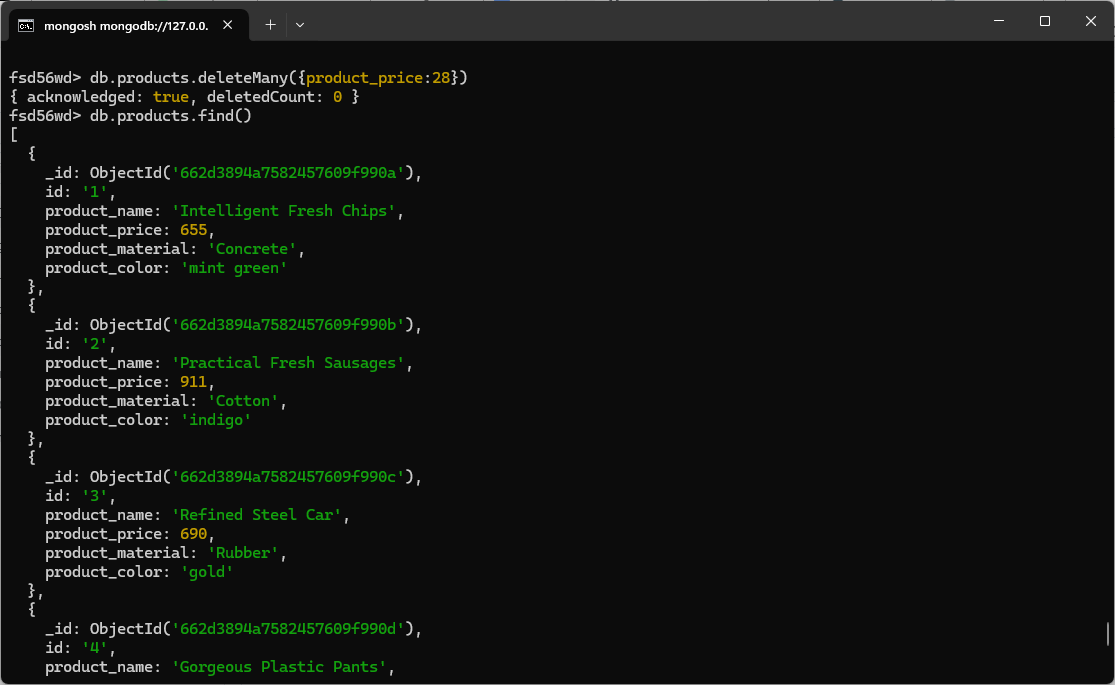 mongosh mongodb://127.0.0.
fsd56wd> db.products.deleteMany({product_price:28})
{ acknowledged: true, deletedCount: 0 }
fsd56wd> db.products.find()
[
  {
    _id: ObjectId('662d3894a7582457609f990a'),
    id: '1',
    product_name: 'Intelligent Fresh Chips',
    product_price: 655,
    product_material: 'Concrete',
    product_color: 'mint green'
  },
  {
    _id: ObjectId('662d3894a7582457609f990b'),
    id: '2',
    product_name: 'Practical Fresh Sausages',
    product_price: 911,
    product_material: 'Cotton',
    product_color: 'indigo'
  },
  {
    _id: ObjectId('662d3894a7582457609f990c'),
    id: '3',
    product_name: 'Refined Steel Car',
    product_price: 690,
    product_material: 'Rubber',
    product_color: 'gold'
  },
  {
    _id: ObjectId('662d3894a7582457609f990d'),
    id: '4',
    product_name: 'Gorgeous Plastic Pants',